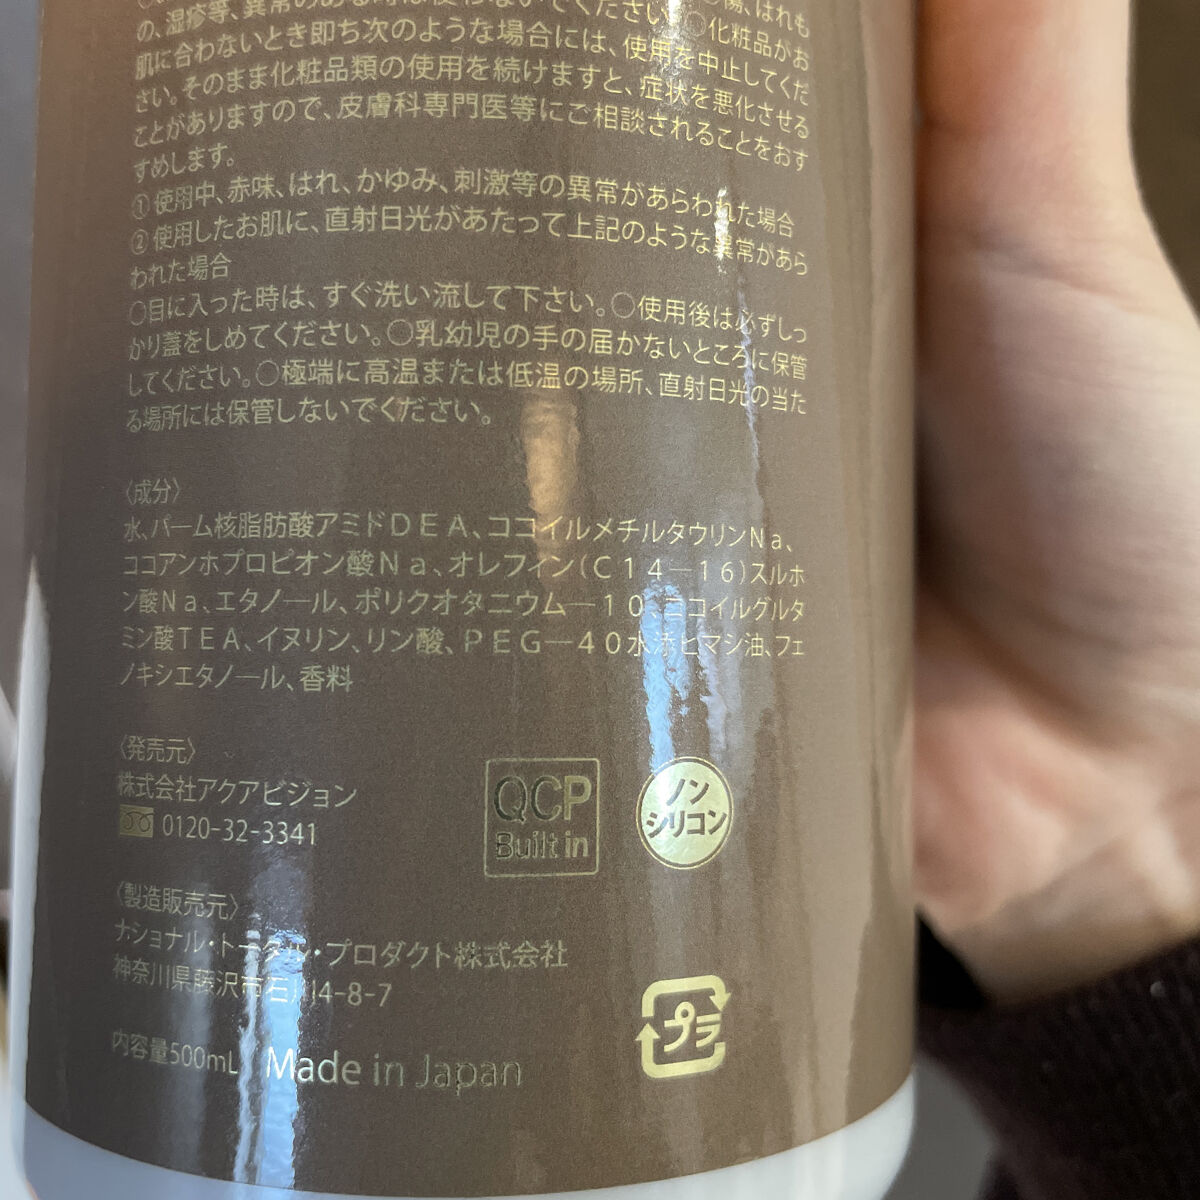 の、湿疹等、異常のある時は使わないでください。○
傷、はれも
肌に合わないとき即ち次のような場合には、使用を中止してくだ
○化粧品がお
さい。そのまま化粧品類の使用を続けますと、症状を悪化させる
ことがありますので、皮膚科専門医等にご相談されることをおす
すめします。
①使用中、赤味、はれ、かゆみ、刺激等の異常があらわれた場合
②使用したお肌に、直射日光があたって上記のような異常があら
われた場合
○目に入った時は、すぐ洗い流して下さい。○使用後は必ずしっ
かり蓋をしめてください。○乳幼児の手の届かないところに保管
してください。○極端に高温または低温の場所、直射日光の当た
る場所には保管しないでください。
〈成分〉
水、パーム核脂肪酸アミドＤＥＡ、ココイルメチルタウリンＮａ、
ココアンホプロピオン酸Ｎａ、オレフィン（Ｃ１４－１６）スルホ
ン酸Ｎａ、エタノール、ポリクオタニウム－１０、ココイルグルタ
ミン酸ＴＥＡ、イヌリン、リン酸、ＰＥＧ－４０水添ヒマシ油、フェ
ノキシエタノール、香料
〈発売元〉
株式会社アクアビジョン
0120-32-3341
QCP
Built in
ノン
シリコン
〈製造販売元〉
ナショナル・トータル・プロダクト株式会社
神奈川県藤沢市石川4-8-7
内容量500mL Made in Japan
プラ